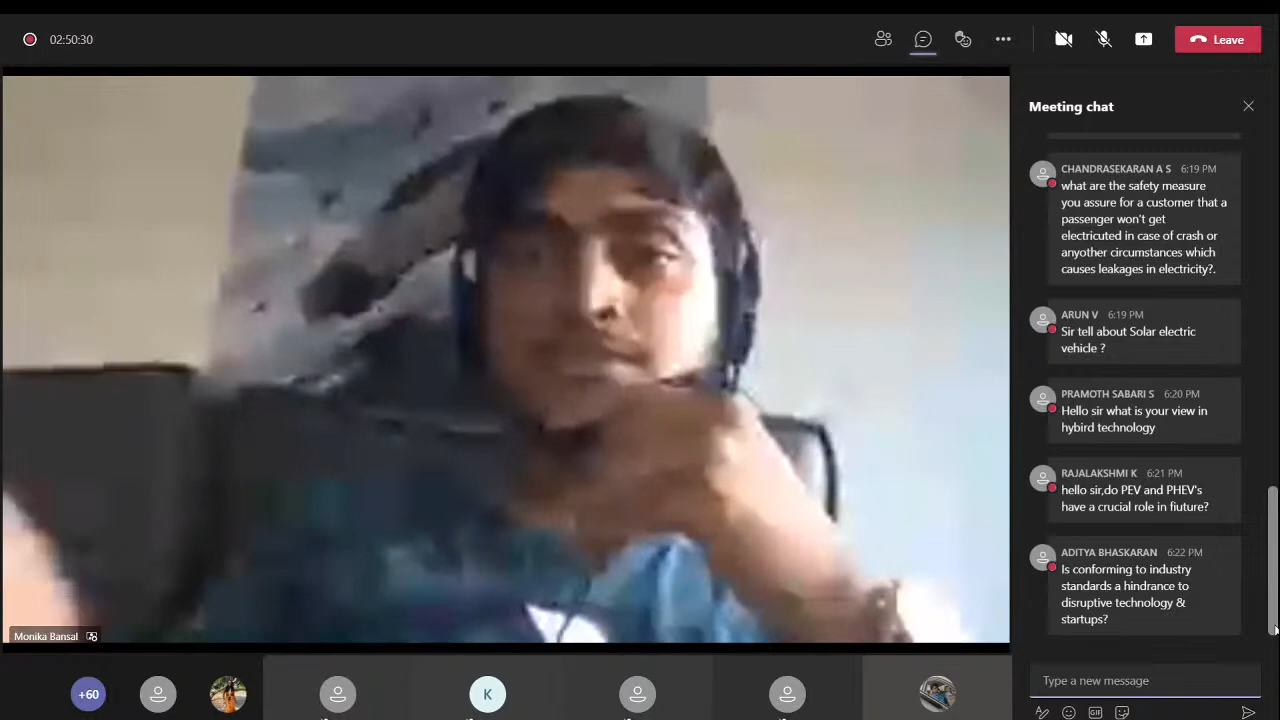 02:50:30
Leave
Meeting chat
CHANDRASEKARAN A S 6:19 PM
what are the safety measure
you assure for a customer that a
passenger won't get
electricuted in case of crash or
anyother circumstances which
causes leakages in electricity?.
ARUN V 6:19 PM
Sir tell about Solar electric
vehicle ?
PRAMOTH SABARI S 6:20 PM
Hello sir what is your view in
hybird technology
RAJALAKSHMI K 6:21 PM
hello sir,do PEV and PHEV's
have a crucial role in fiuture?
ADITYA BHASKARAN 6:22 PM
Is conforming to industry
standards a hindrance to
disruptive technology &
startups?
Monika Bansal
+60
K
Type a new message
GIF